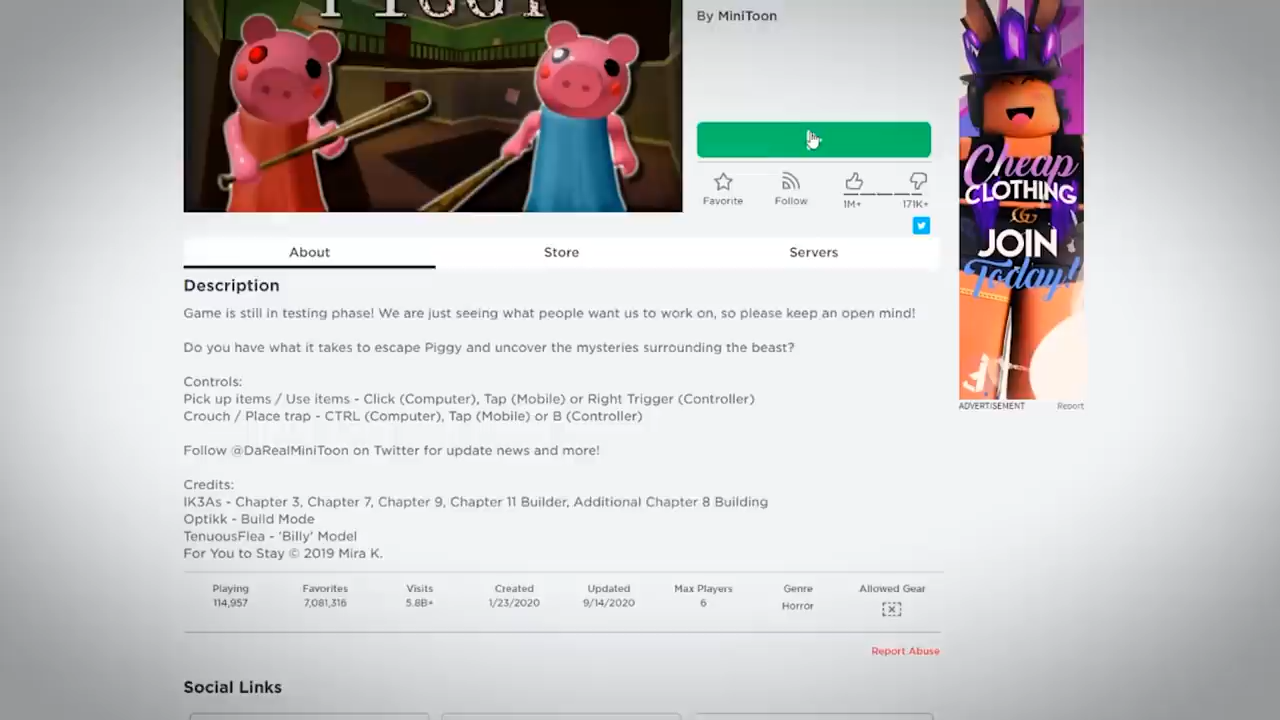 PIGGY
By MiniToon
Favorite
Follow
1M+
171K+
Cheap
CLOTHING
JOIN
Today!
ADVERTISEMENT
Report
About
Store
Servers
Description
Game is still in testing phase! We are just seeing what people want us to work on, so please keep an open mind!
Do you have what it takes to escape Piggy and uncover the mysteries surrounding the beast?
Controls:
Pick up items / Use items - Click (Computer), Tap (Mobile) or Right Trigger (Controller)
Crouch / Place trap - CTRL (Computer), Tap (Mobile) or B (Controller)
Follow @DaRealMiniToon on Twitter for update news and more!
Credits:
IK3As - Chapter 3, Chapter 7, Chapter 9, Chapter 11 Builder, Additional Chapter 8 Building
Optikk - Build Mode
TenuousFlea - 'Billy' Model
For You to Stay © 2019 Mira K.
Playing
Favorites
Visits
Created
Updated
Max Players
Genre
Allowed Gear
114,957
7,081,316
5.8B+
1/23/2020
9/14/2020
6
Horror
Report Abuse
Social Links